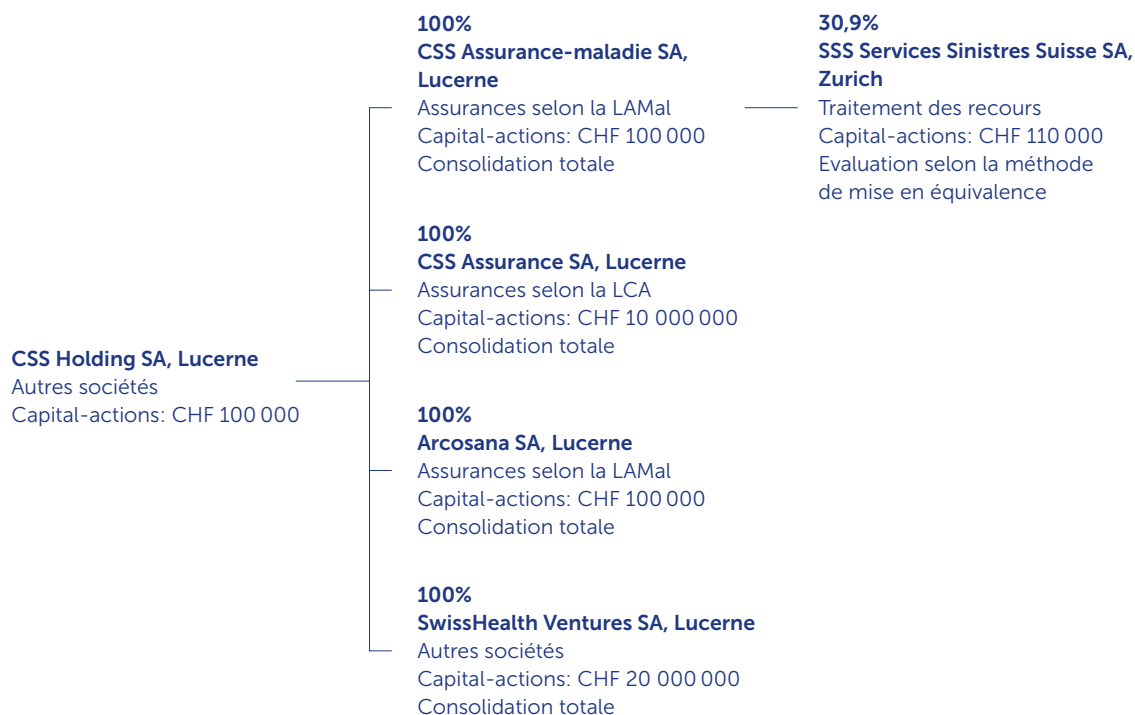 CSS Holding SA, Lucerne
Autres sociétés
Capital-actions: CHF 100 000
100%
CSS Assurance-maladie SA,
Lucerne
Assurances selon la LAMal
Capital-actions: CHF 100 000
Consolidation totale
30,9%
SSS Services Sinistres Suisse SA,
Zurich
Traitement des recours
Capital-actions: CHF 110 000
Evaluation selon la méthode
de mise en équivalence
100%
CSS Assurance SA, Lucerne
Assurances selon la LCA
Capital-actions: CHF 10 000 000
Consolidation totale
100%
Arcosana SA, Lucerne
Assurances selon la LAMal
Capital-actions: CHF 100 000
Consolidation totale
100%
SwissHealth Ventures SA, Lucerne
Autres sociétés
Capital-actions: CHF 20 000 000
Consolidation totale